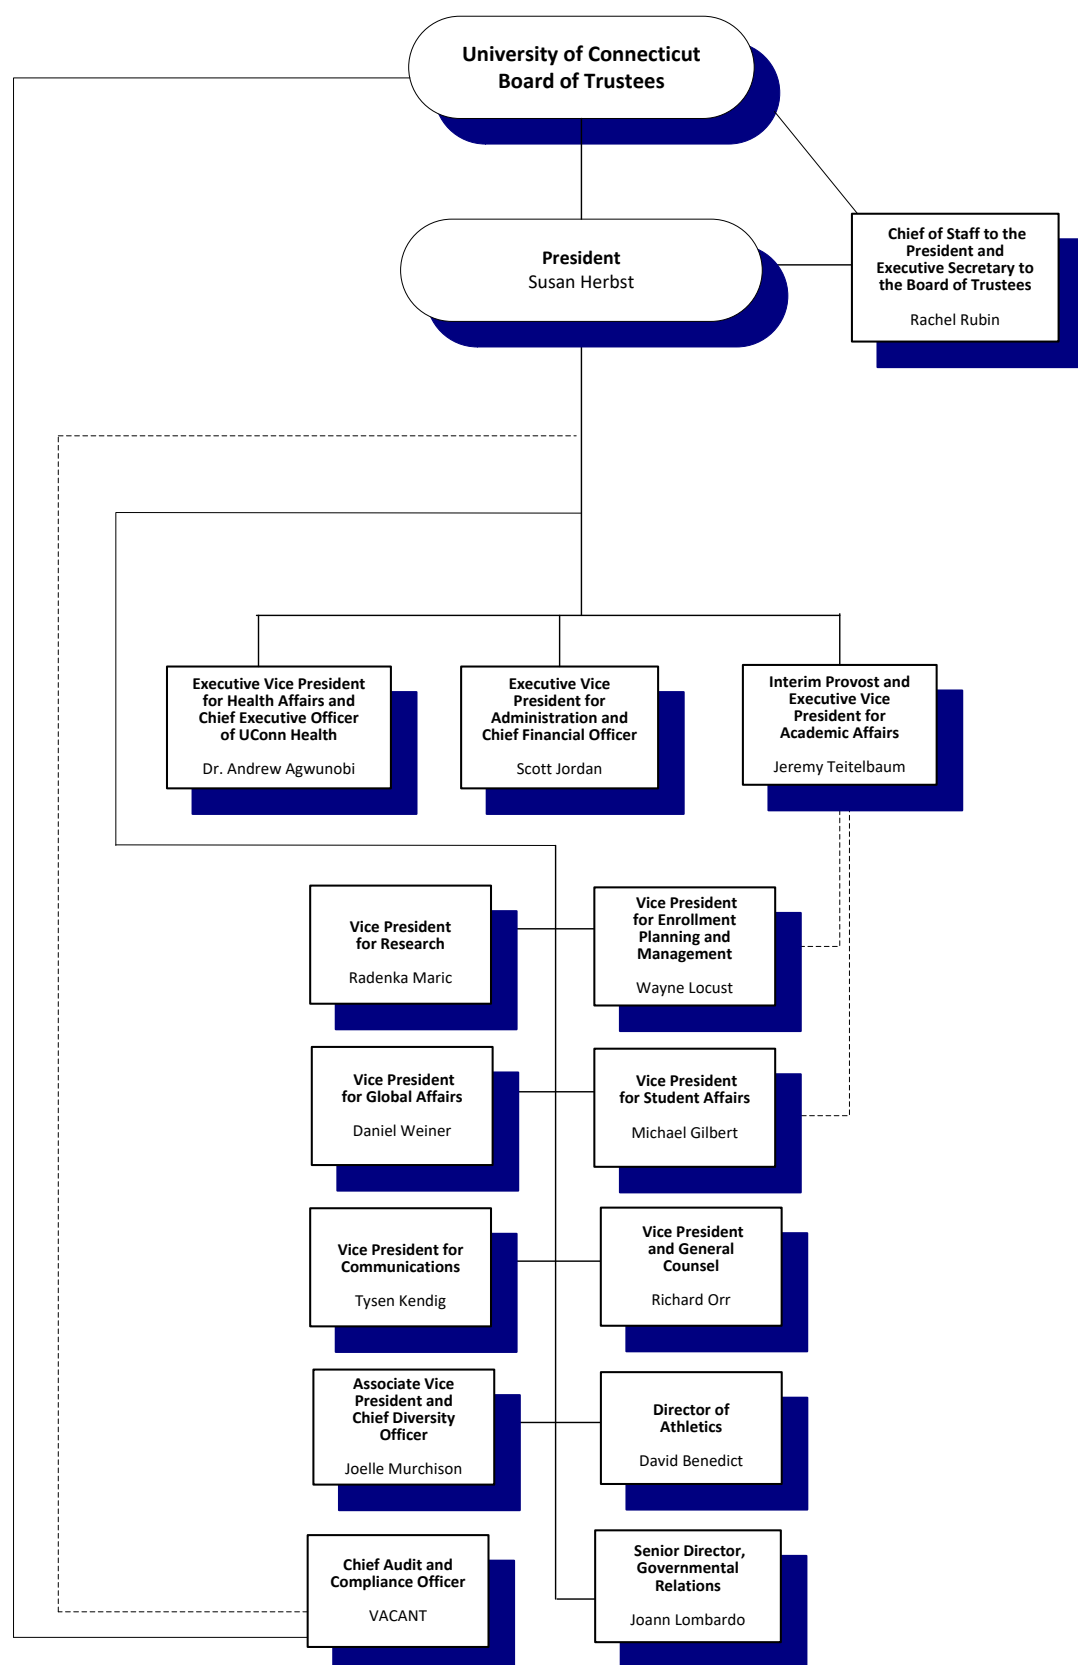 University of Connecticut
Board of Trustees
President
Susan Herbst
Chief of Staff to the
President and
Executive Secretary to
the Board of Trustees
Rachel Rubin
Executive Vice President
for Health Affairs and
Chief Executive Officer
of UConn Health
Dr. Andrew Agwunobi
Executive Vice
President for
Administration and
Chief Financial Officer
Scott Jordan
Interim Provost and
Executive Vice
President for
Academic Affairs
Jeremy Teitelbaum
Vice President
for Research
Radenka Maric
Vice President
for Enrollment
Planning and
Management
Wayne Locust
Vice President
for Global Affairs
Daniel Weiner
Vice President
for Student Affairs
Michael Gilbert
Vice President for
Communications
Tysen Kendig
Vice President
and General
Counsel
Richard Orr
Associate Vice
President and
Chief Diversity
Officer
Joelle Murchison
Director of
Athletics
David Benedict
Chief Audit and
Compliance Officer
VACANT
Senior Director,
Governmental
Relations
Joann Lombardo